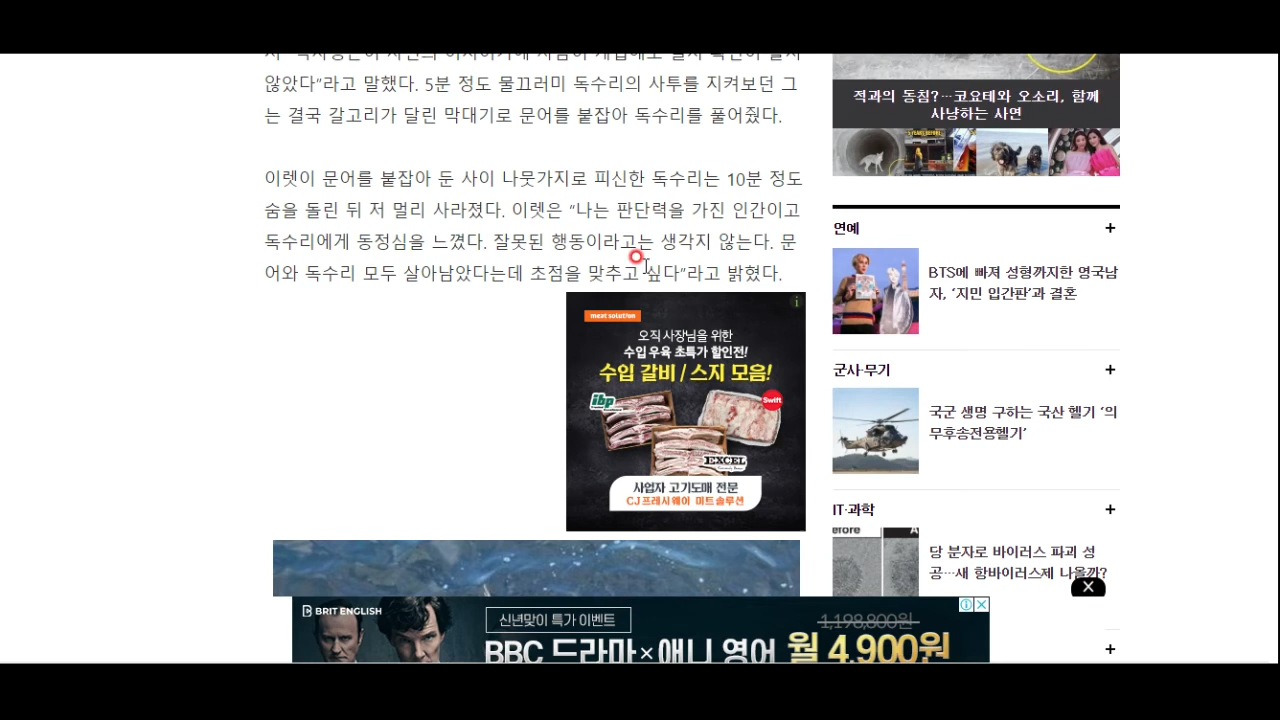 않았다”라고 말했다. 5분 정도 물끄러미 독수리의 사투를 지켜보던 그
는 결국 갈고리가 달린 막대기로 문어를 붙잡아 독수리를 풀어줬다.
이렛이 문어를 붙잡아 둔 사이 나뭇가지로 피신한 독수리는 10분 정도
숨을 돌린 뒤 저 멀리 사라졌다. 이렛은 “나는 판단력을 가진 인간이고
독수리에게 동정심을 느꼈다. 잘못된 행동이라고는 생각지 않는다. 문
어와 독수리 모두 살아남았다는데 초점을 맞추고 싶다”라고 밝혔다.
meat solution
오직 사장님을 위한
수입 우육 초특가 할인전!
수입 갈비 / 스지 모음!
ibp
Swift
EXCEL
사업자 고기도매 전문
CJ프레시웨이 미트솔루션
적과의 동침?…코요테와 오소리, 함께
사냥하는 사연
연예 +
BTS에 빠져 성형까지한 영국남
자, ‘지민 입간판’과 결혼
군사·무기 +
국군 생명 구하는 국산 헬기 ‘의
무후송전용헬기’
IT·과학 +
당 분자로 바이러스 파괴 성
공…새 항바이러스제 나올까?
X
+
BRIT ENGLISH
신년맞이 특가 이벤트
BBC 드라마×애니 영어
1,198,800원
월 4,900원